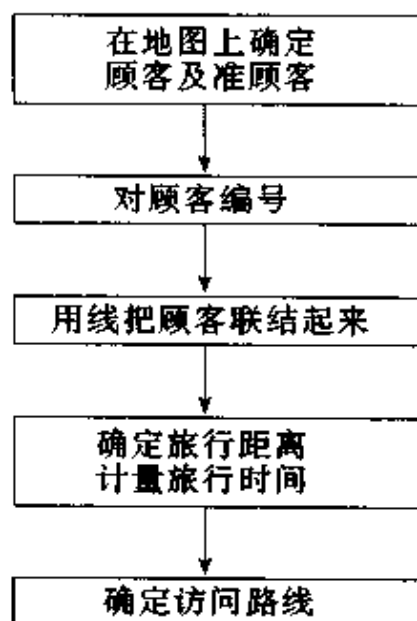 在地图上确定
顾客及准顾客
对顾客编号
用线把顾客联结起来
确定旅行距离
计量旅行时间
确定访问路线